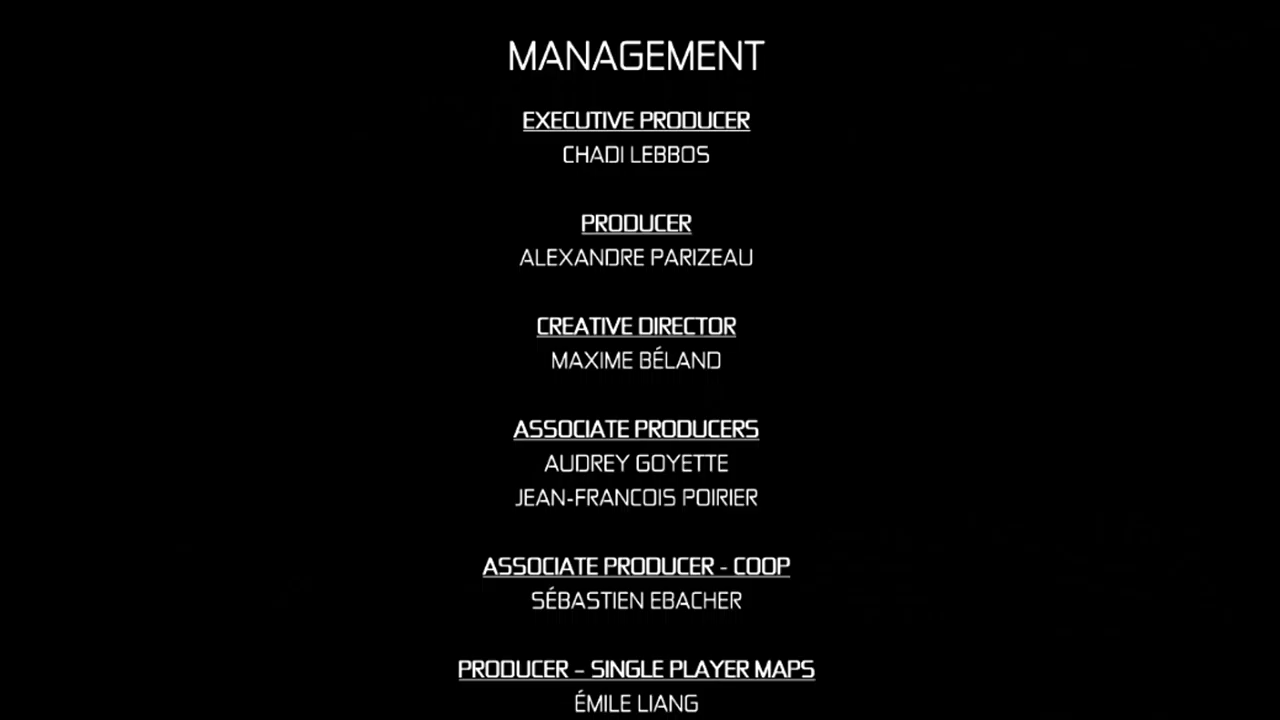 MANAGEMENT
EXECUTIVE PRODUCER
CHADI LEBBOS
PRODUCER
ALEXANDRE PARIZEAU
CREATIVE DIRECTOR
MAXIME BÉLAND
ASSOCIATE PRODUCERS
AUDREY GOYETTE
JEAN-FRANCOIS POIRIER
ASSOCIATE PRODUCER - COOP
SÉBASTIEN EBACHER
PRODUCER – SINGLE PLAYER MAPS
ÉMILE LIANG